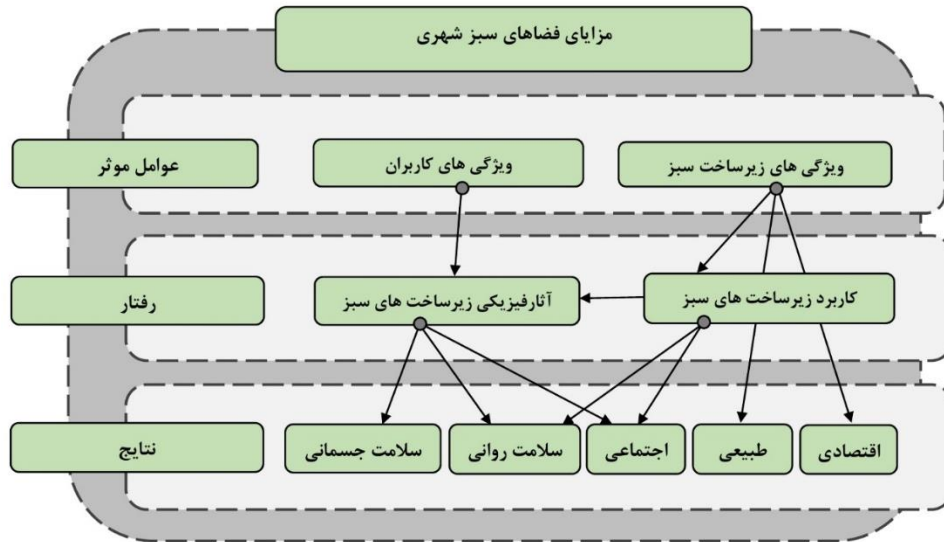 مزایای فضاهای سبز شهری
عوامل موثر
ویژگی های کاربران
ویژگی های زیرساخت سبز
رفتار
آثارفیزیکی زیرساخت های سبز
کاربرد زیرساخت های سبز
نتایج
سلامت جسمانی
سلامت روانی
اجتماعی
طبیعی
اقتصادی